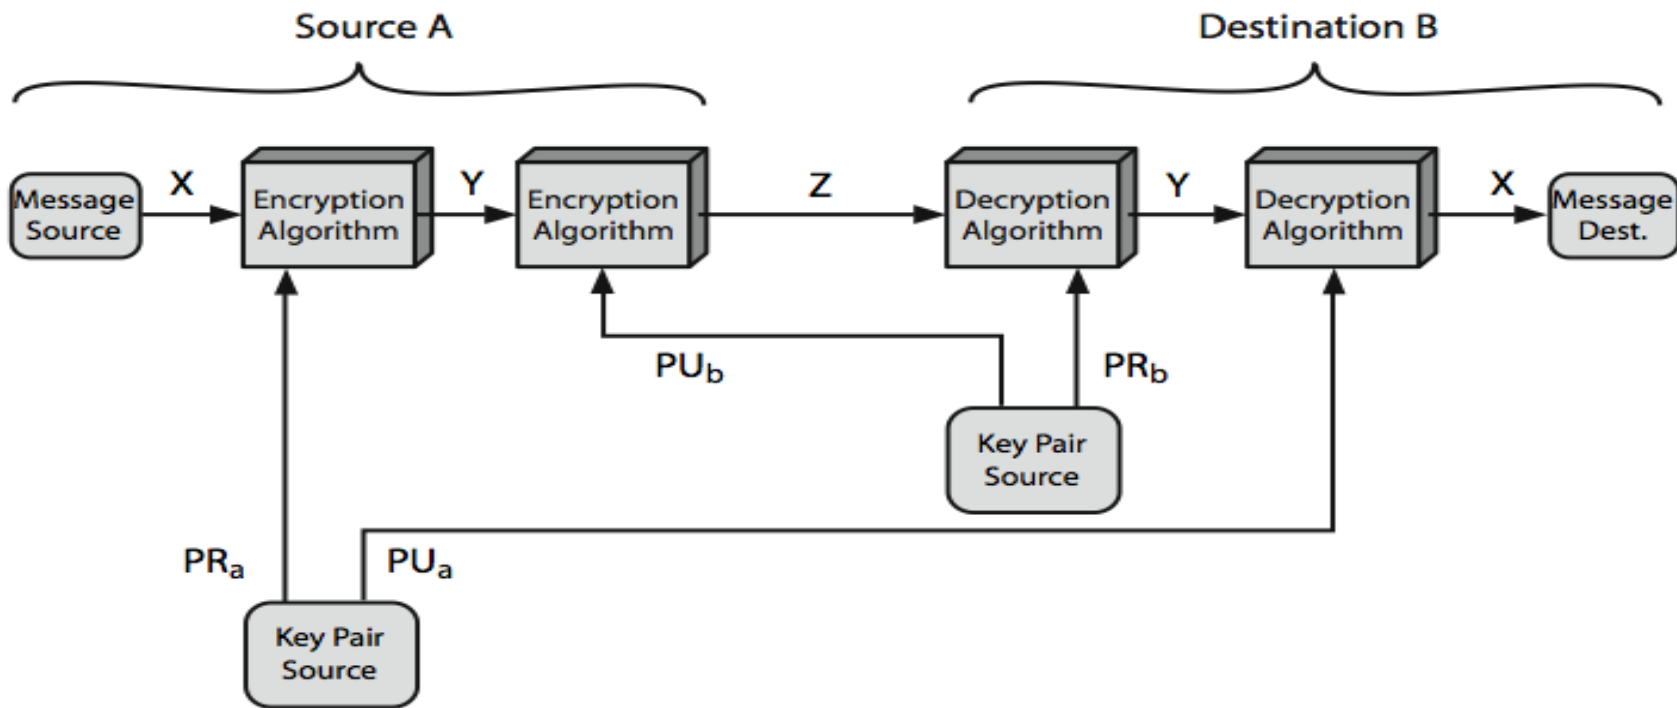 Source A
Destination B
Message
Source
X
Encryption
Algorithm
Y
Encryption
Algorithm
Z
Decryption
Algorithm
Y
Decryption
Algorithm
X
Message
Dest.
PUb
PRb
Key Pair
Source
PRa
PUa
Key Pair
Source